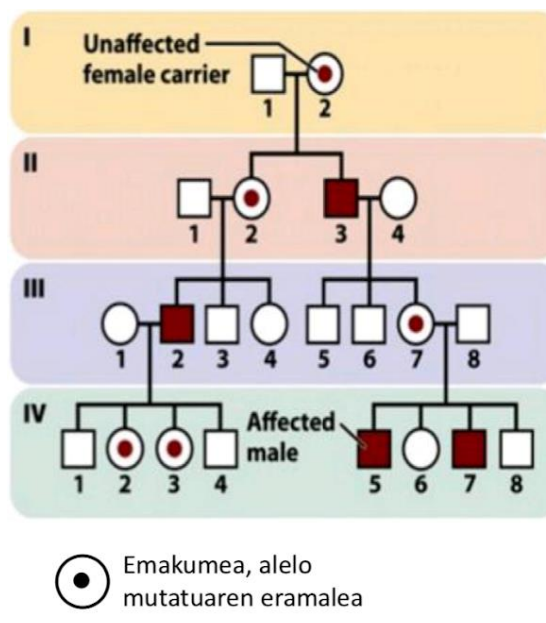 I
Unaffected
female carrier
1 2
II
1 2 3 4
III
1 2 3 4 5 6 7 8
IV
Affected
male
1 2 3 4 5 6 7 8
Emakumea, alelo
mutatuaren eramalea